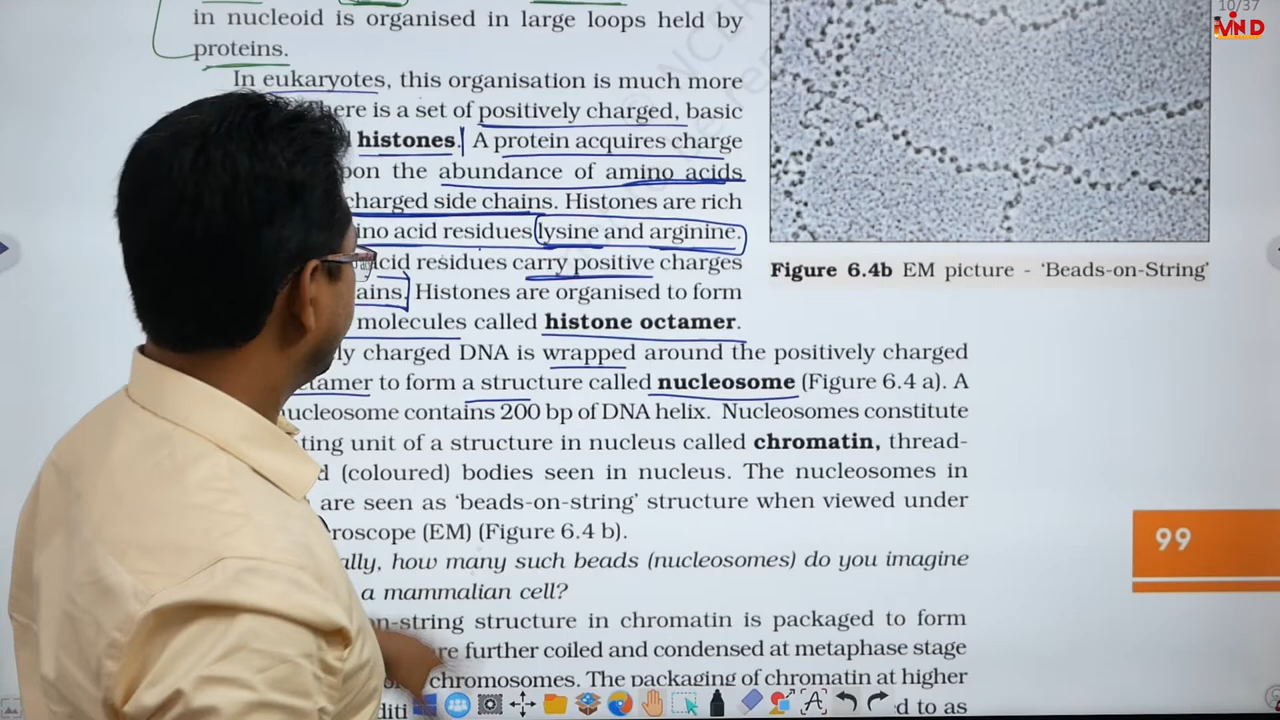 in nucleoid is organised in large loops held by
proteins.
In eukaryotes, this organisation is much more
here is a set of positively charged, basic
histones. A protein acquires charge
pon the abundance of amino acids
charged side chains. Histones are rich
ino acid residues lysine and arginine.
acid residues carry positive charges
ains. Histones are organised to form
molecules called histone octamer.
ly charged DNA is wrapped around the positively charged
ctamer to form a structure called nucleosome (Figure 6.4 a). A
ucleosome contains 200 bp of DNA helix. Nucleosomes constitute
ting unit of a structure in nucleus called chromatin, thread-
d (coloured) bodies seen in nucleus. The nucleosomes in
are seen as 'beads-on-string' structure when viewed under
roscope (EM) (Figure 6.4 b).
ally, how many such beads (nucleosomes) do you imagine
a mammalian cell?
on-string structure in chromatin is packaged to form
re further coiled and condensed at metaphase stage
chromosomes. The packaging of chromatin at higher
diti
d to as
10/37
MIND
Figure 6.4b EM picture - 'Beads-on-String'
99